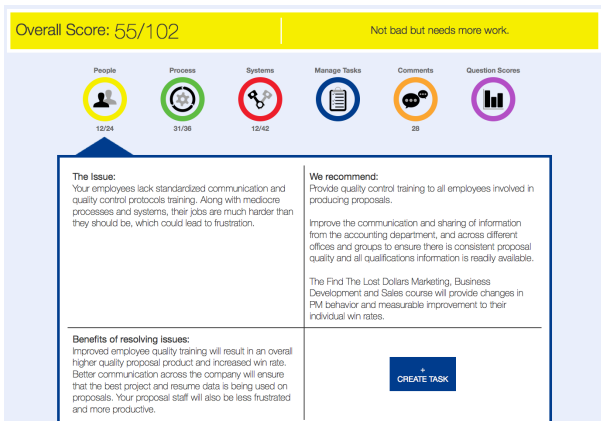 Overall Score: 55/102
Not bad but needs more work.
People
Process
Systems
Manage Tasks
Comments
Question Scores
12/24
31/36
12/42
28
The Issue:
Your employees lack standardized communication and
quality control protocols training. Along with mediocre
processes and systems, their jobs are much harder than
they should be, which could lead to frustration.
We recommend:
Provide quality control training to all employees involved in
producing proposals.
Improve the communication and sharing of information
from the accounting department, and across different
offices and groups to ensure there is consistent proposal
quality and all qualifications information is readily available.
The Find The Lost Dollars Marketing, Business
Development and Sales course will provide changes in
PM behavior and measurable improvement to their
individual win rates.
Benefits of resolving issues:
Improved employee quality training will result in an overall
higher quality proposal product and increased win rate.
Better communication across the company will ensure
that the best project and resume data is being used on
proposals. Your proposal staff will also be less frustrated
and more productive.
+
CREATE TASK